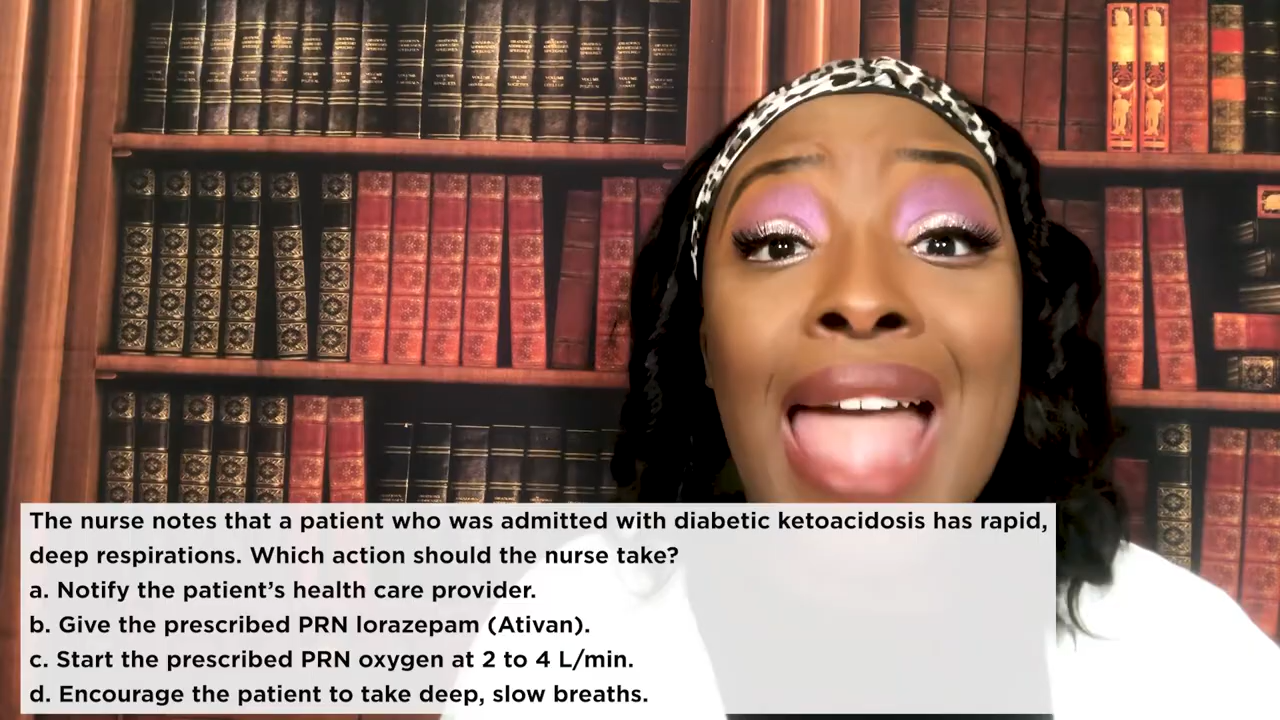 The nurse notes that a patient who was admitted with diabetic ketoacidosis has rapid,
deep respirations. Which action should the nurse take?
a. Notify the patient’s health care provider.
b. Give the prescribed PRN lorazepam (Ativan).
c. Start the prescribed PRN oxygen at 2 to 4 L/min.
d. Encourage the patient to take deep, slow breaths.